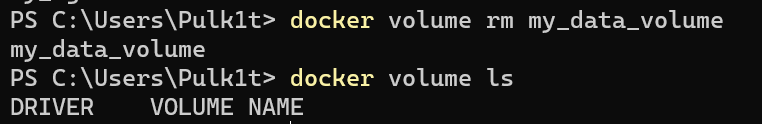 PS C:\Users\Pulk1t> docker volume rm my_data_volume
my_data_volume
PS C:\Users\Pulk1t> docker volume ls
DRIVER    VOLUME NAME